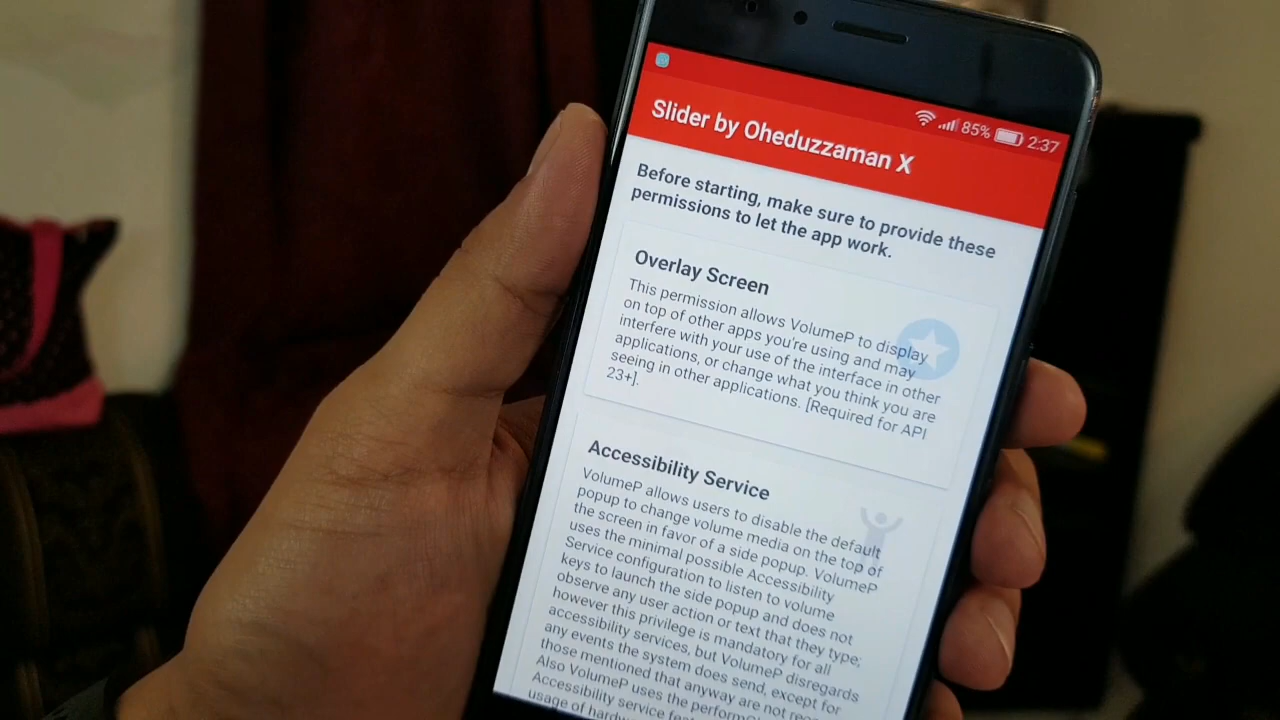 85% 2:37
Slider by Oheduzzaman X
Before starting, make sure to provide these
permissions to let the app work.
Overlay Screen
This permission allows VolumeP to display
on top of other apps you're using and may
interfere with your use of the interface in other
applications, or change what you think you are
seeing in other applications. [Required for API
23+].
Accessibility Service
VolumeP allows users to disable the default
popup to change volume media on the top of
the screen in favor of a side popup. VolumeP
uses the minimal possible Accessibility
Service configuration to listen to volume
keys to launch the side popup and does not
observe any user action or text that they type;
however this privilege is mandatory for all
accessibility services, but VolumeP disregards
any events the system does send, except for
those mentioned that anyway are not
Also VolumeP uses the
Accessibility service
usage of